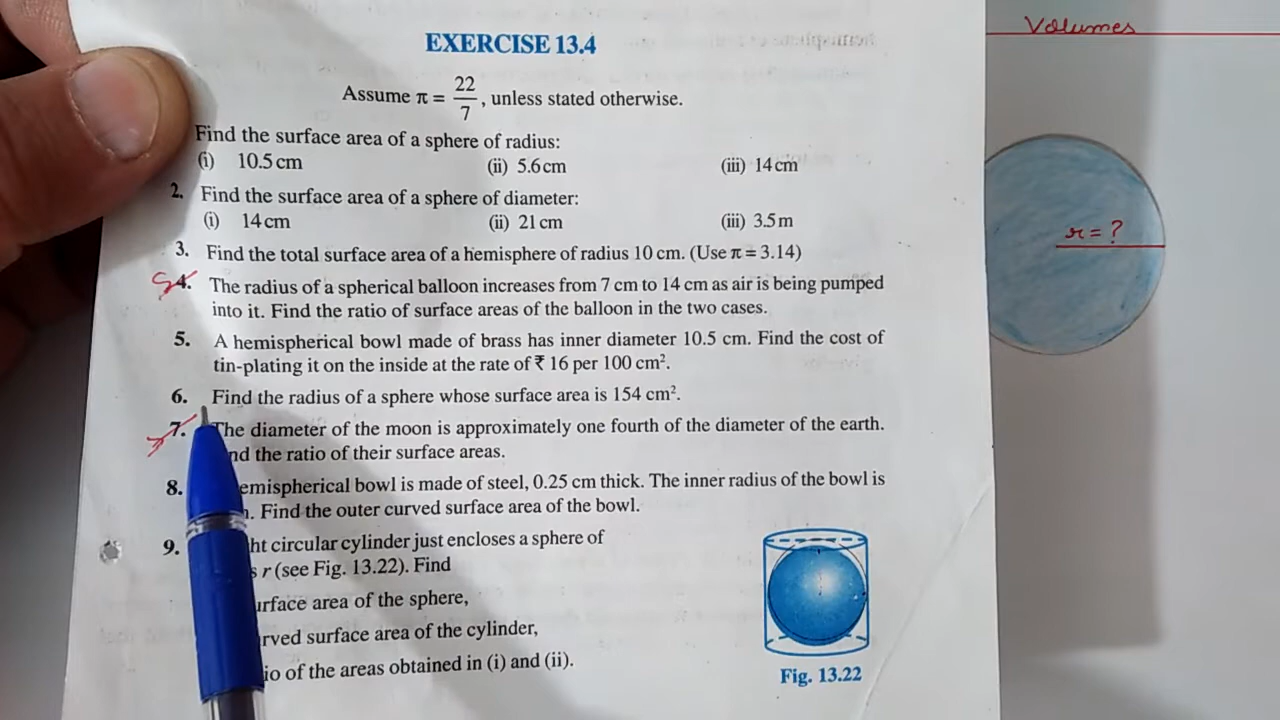 Volumes
EXERCISE 13.4
Assume π = 22/7, unless stated otherwise.
Find the surface area of a sphere of radius:
(i) 10.5 cm (ii) 5.6 cm (iii) 14 cm
2. Find the surface area of a sphere of diameter:
(i) 14 cm (ii) 21 cm (iii) 3.5 m
r = ?
3. Find the total surface area of a hemisphere of radius 10 cm. (Use π = 3.14)
4. The radius of a spherical balloon increases from 7 cm to 14 cm as air is being pumped
into it. Find the ratio of surface areas of the balloon in the two cases.
5. A hemispherical bowl made of brass has inner diameter 10.5 cm. Find the cost of
tin-plating it on the inside at the rate of ₹ 16 per 100 cm².
6. Find the radius of a sphere whose surface area is 154 cm².
7. The diameter of the moon is approximately one fourth of the diameter of the earth.
the ratio of their surface areas.
8. bowl is made of steel, 0.25 cm thick. The inner radius of the bowl is
Find the outer curved surface area of the bowl.
9. circular cylinder just encloses a sphere of
r (see Fig. 13.22). Find
area of the sphere,
surface area of the cylinder,
of the areas obtained in (i) and (ii).
Fig. 13.22